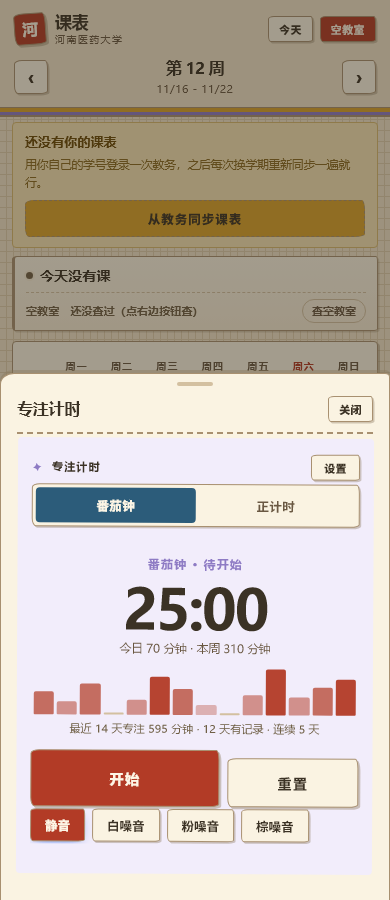 河
课表
河南医药大学
今天
空教室
‹
第 12 周
11/16 - 11/22
›
还没有你的课表
用你自己的学号登录一次教务，之后每次换学期重新同步一遍就
行。
从教务同步课表
今天没有课
空教室 还没查过（点右边按钮查）
查空教室
周一 周二 周三 周四 周五 周六 周日
专注计时
关闭
专注计时
设置
番茄钟
正计时
番茄钟 • 待开始
25:00
今日 70 分钟 · 本周 310 分钟
最近 14 天专注 595 分钟 · 12 天有记录 · 连续 5 天
开始
重置
静音
白噪音
粉噪音
棕噪音